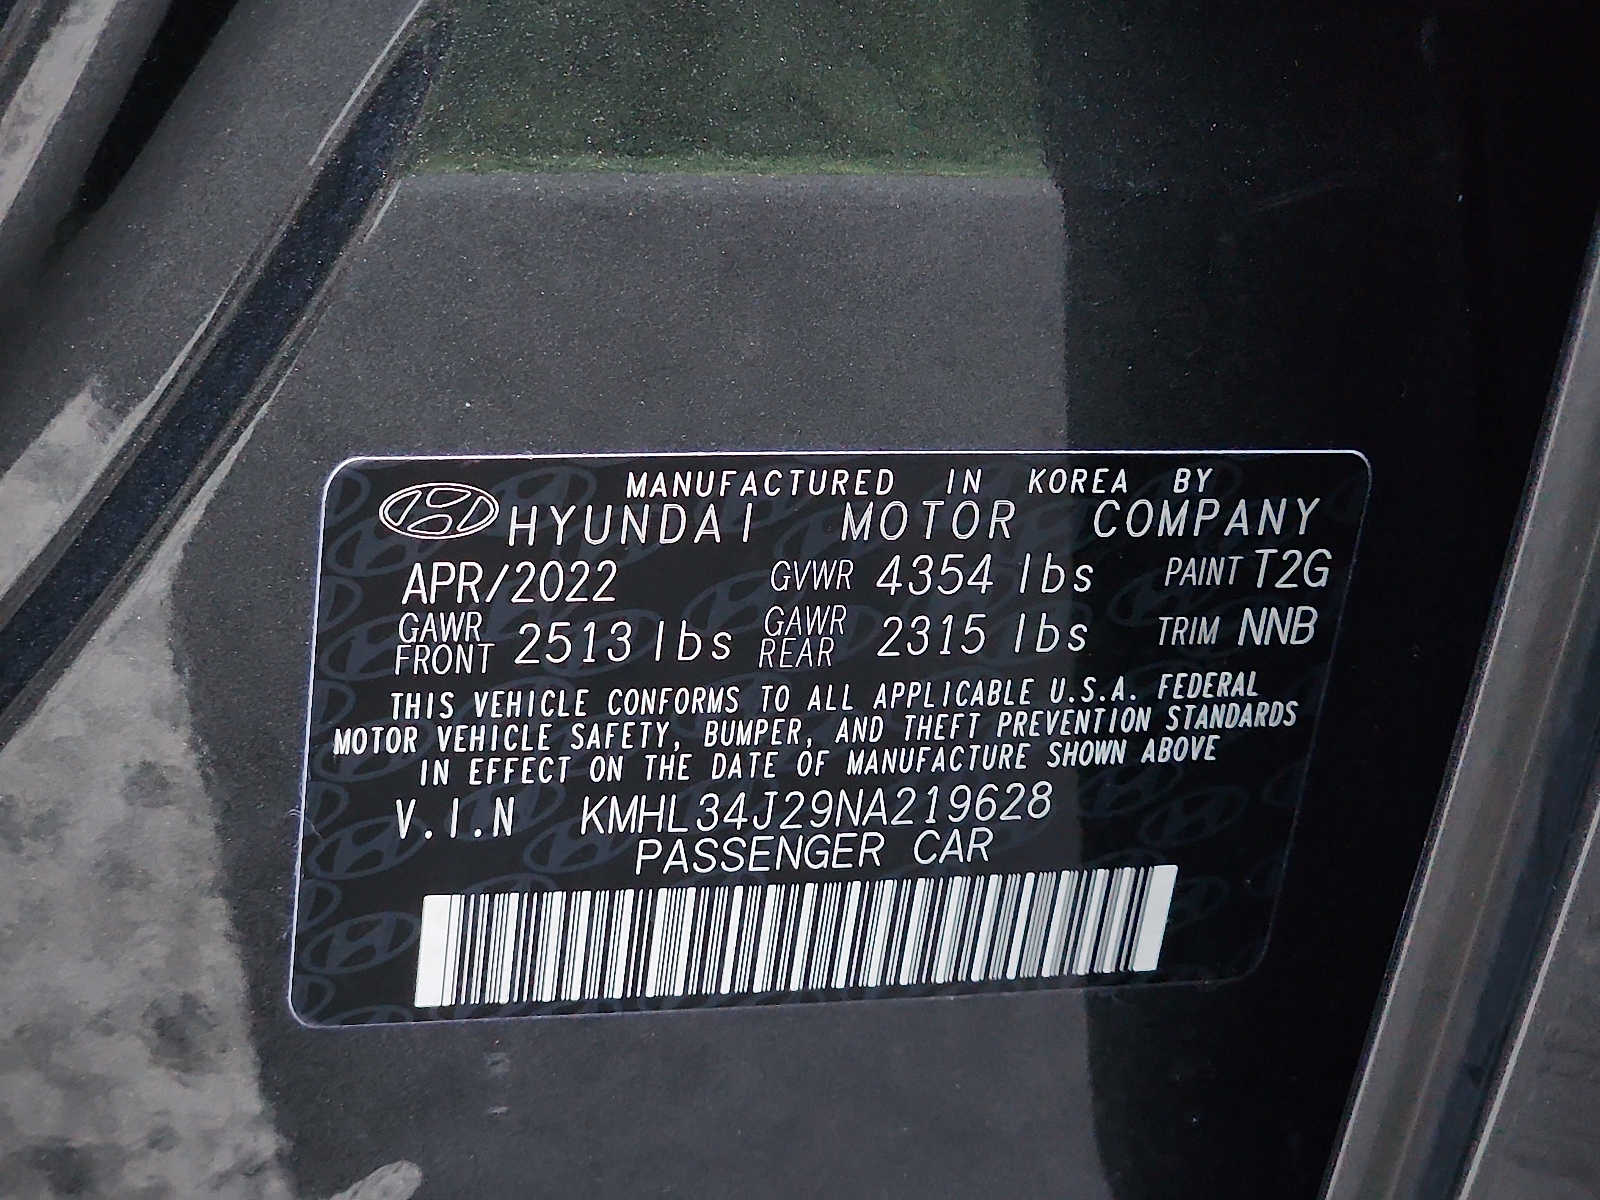 MANUFACTURED IN KOREA BY
HYUNDAI MOTOR COMPANY
APR/2022 GVWR 4354 lbs PAINT T2G
GAWR FRONT 2513 lbs GAWR REAR 2315 lbs TRIM NNB
THIS VEHICLE CONFORMS TO ALL APPLICABLE U.S.A. FEDERAL
MOTOR VEHICLE SAFETY, BUMPER, AND THEFT PREVENTION STANDARDS
IN EFFECT ON THE DATE OF MANUFACTURE SHOWN ABOVE
V.I.N KMHL34J29NA219628
PASSENGER CAR